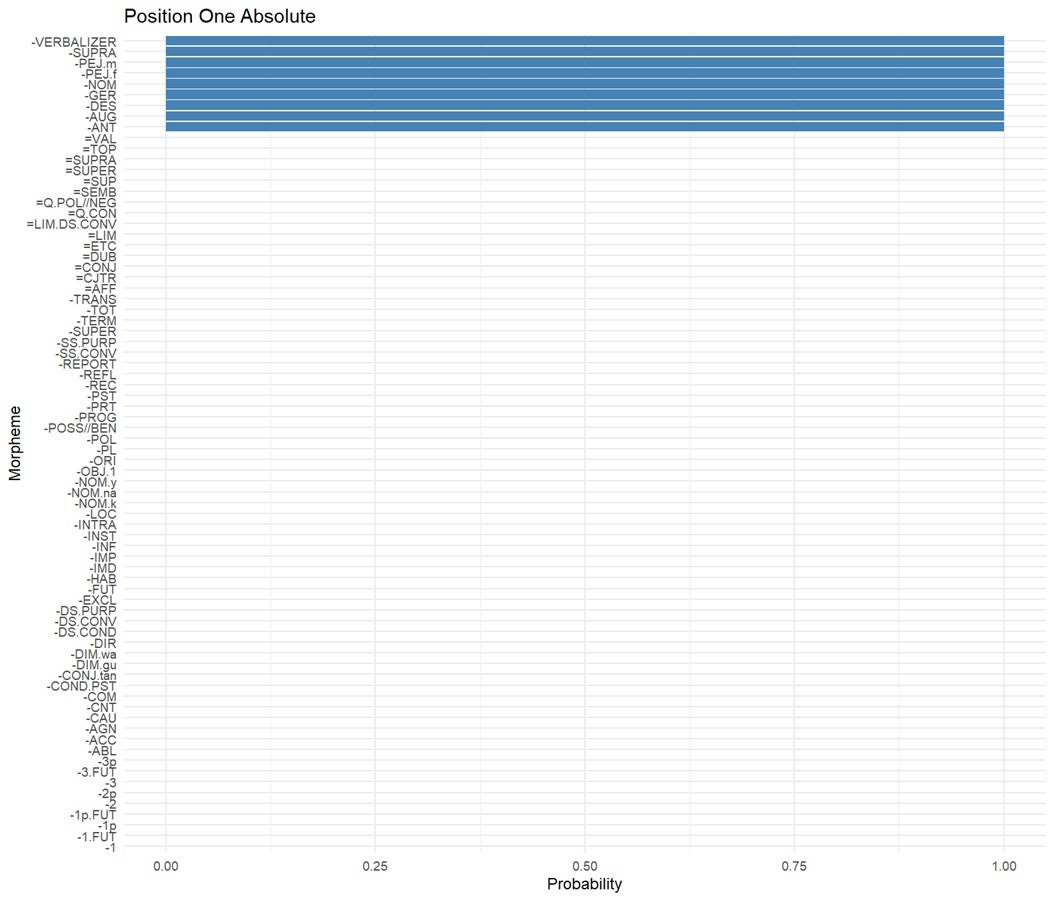 Position One Absolute
Morpheme
-VERBALIZER
-SUPRA
-PEJ.m
-PEJ.f
-NOM
-GER
-DES
-AUG
-ANT
=VAL
=TOP
=SUPRA
=SUPER
=SUP
=SEMB
=Q.POL//NEG
=Q.CON
=LIM.DS.CONV
=LIM
=ETC
=DUB
=CONJ
=CJTR
=AFF
-TRANS
-TOT
-TERM
-SUPER
-SS.PURP
-SS.CONV
-REPORT
-REFL
-REC
-PST
-PRT
-PROG
-POSS//BEN
-POL
-PL
-ORI
-OBJ.1
-NOM.y
-NOM.na
-NOM.k
-LOC
-INTRA
-INST
-INF
-IMP
-IMD
-HAB
-FUT
-EXCL
-DS.PURP
-DS.CONV
-DS.COND
-DIR
-DIM.wa
-DIM.gu
-CONJ.tan
-COND.PST
-COM
-CNT
-CAU
-AGN
-ACC
-ABL
-3p
-3.FUT
-3
-2p
-2
-1p.FUT
-1p
-1.FUT
-1
0.00 0.25 0.50 0.75 1.00
Probability